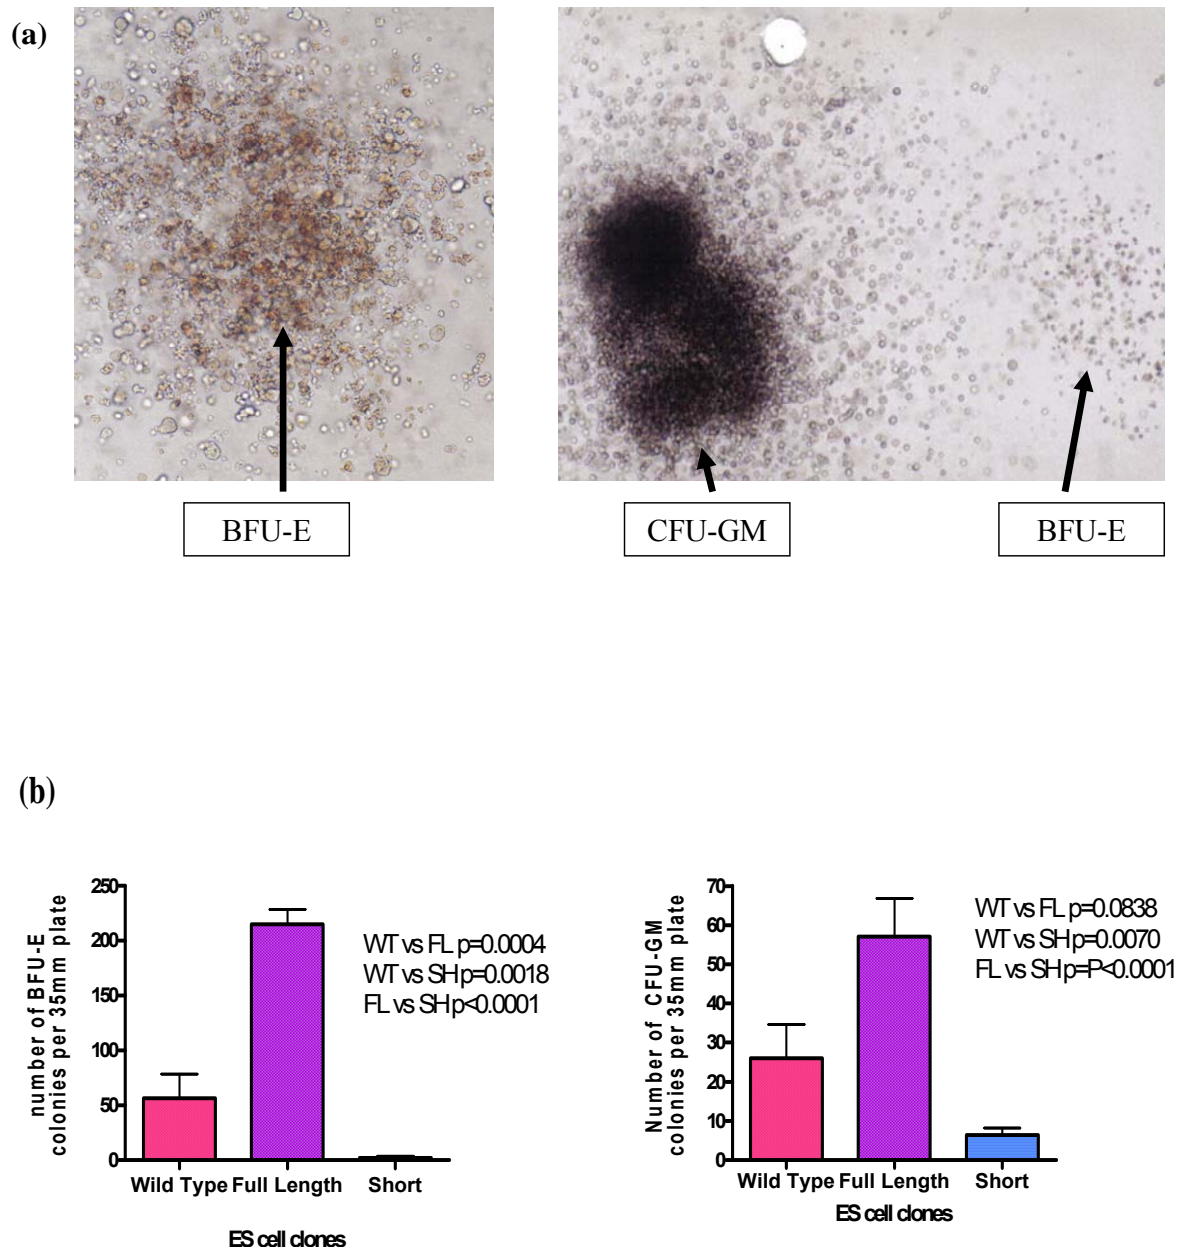 (a)
BFU-E
CFU-GM
BFU-E
(b)
number of BFU-E
colonies per 35mm plate
250
200
150
100
50
0
WT vs FL p=0.0004
WT vs SH p=0.0018
FL vs SH p<0.0001
Wild Type Full Length Short
ES cell clones
Number of CFU-GM
colonies per 35mm plate
70
60
50
40
30
20
10
0
WT vs FL p=0.0838
WT vs SH p=0.0070
FL vs SH p=P<0.0001
Wild Type Full Length Short
ES cell clones